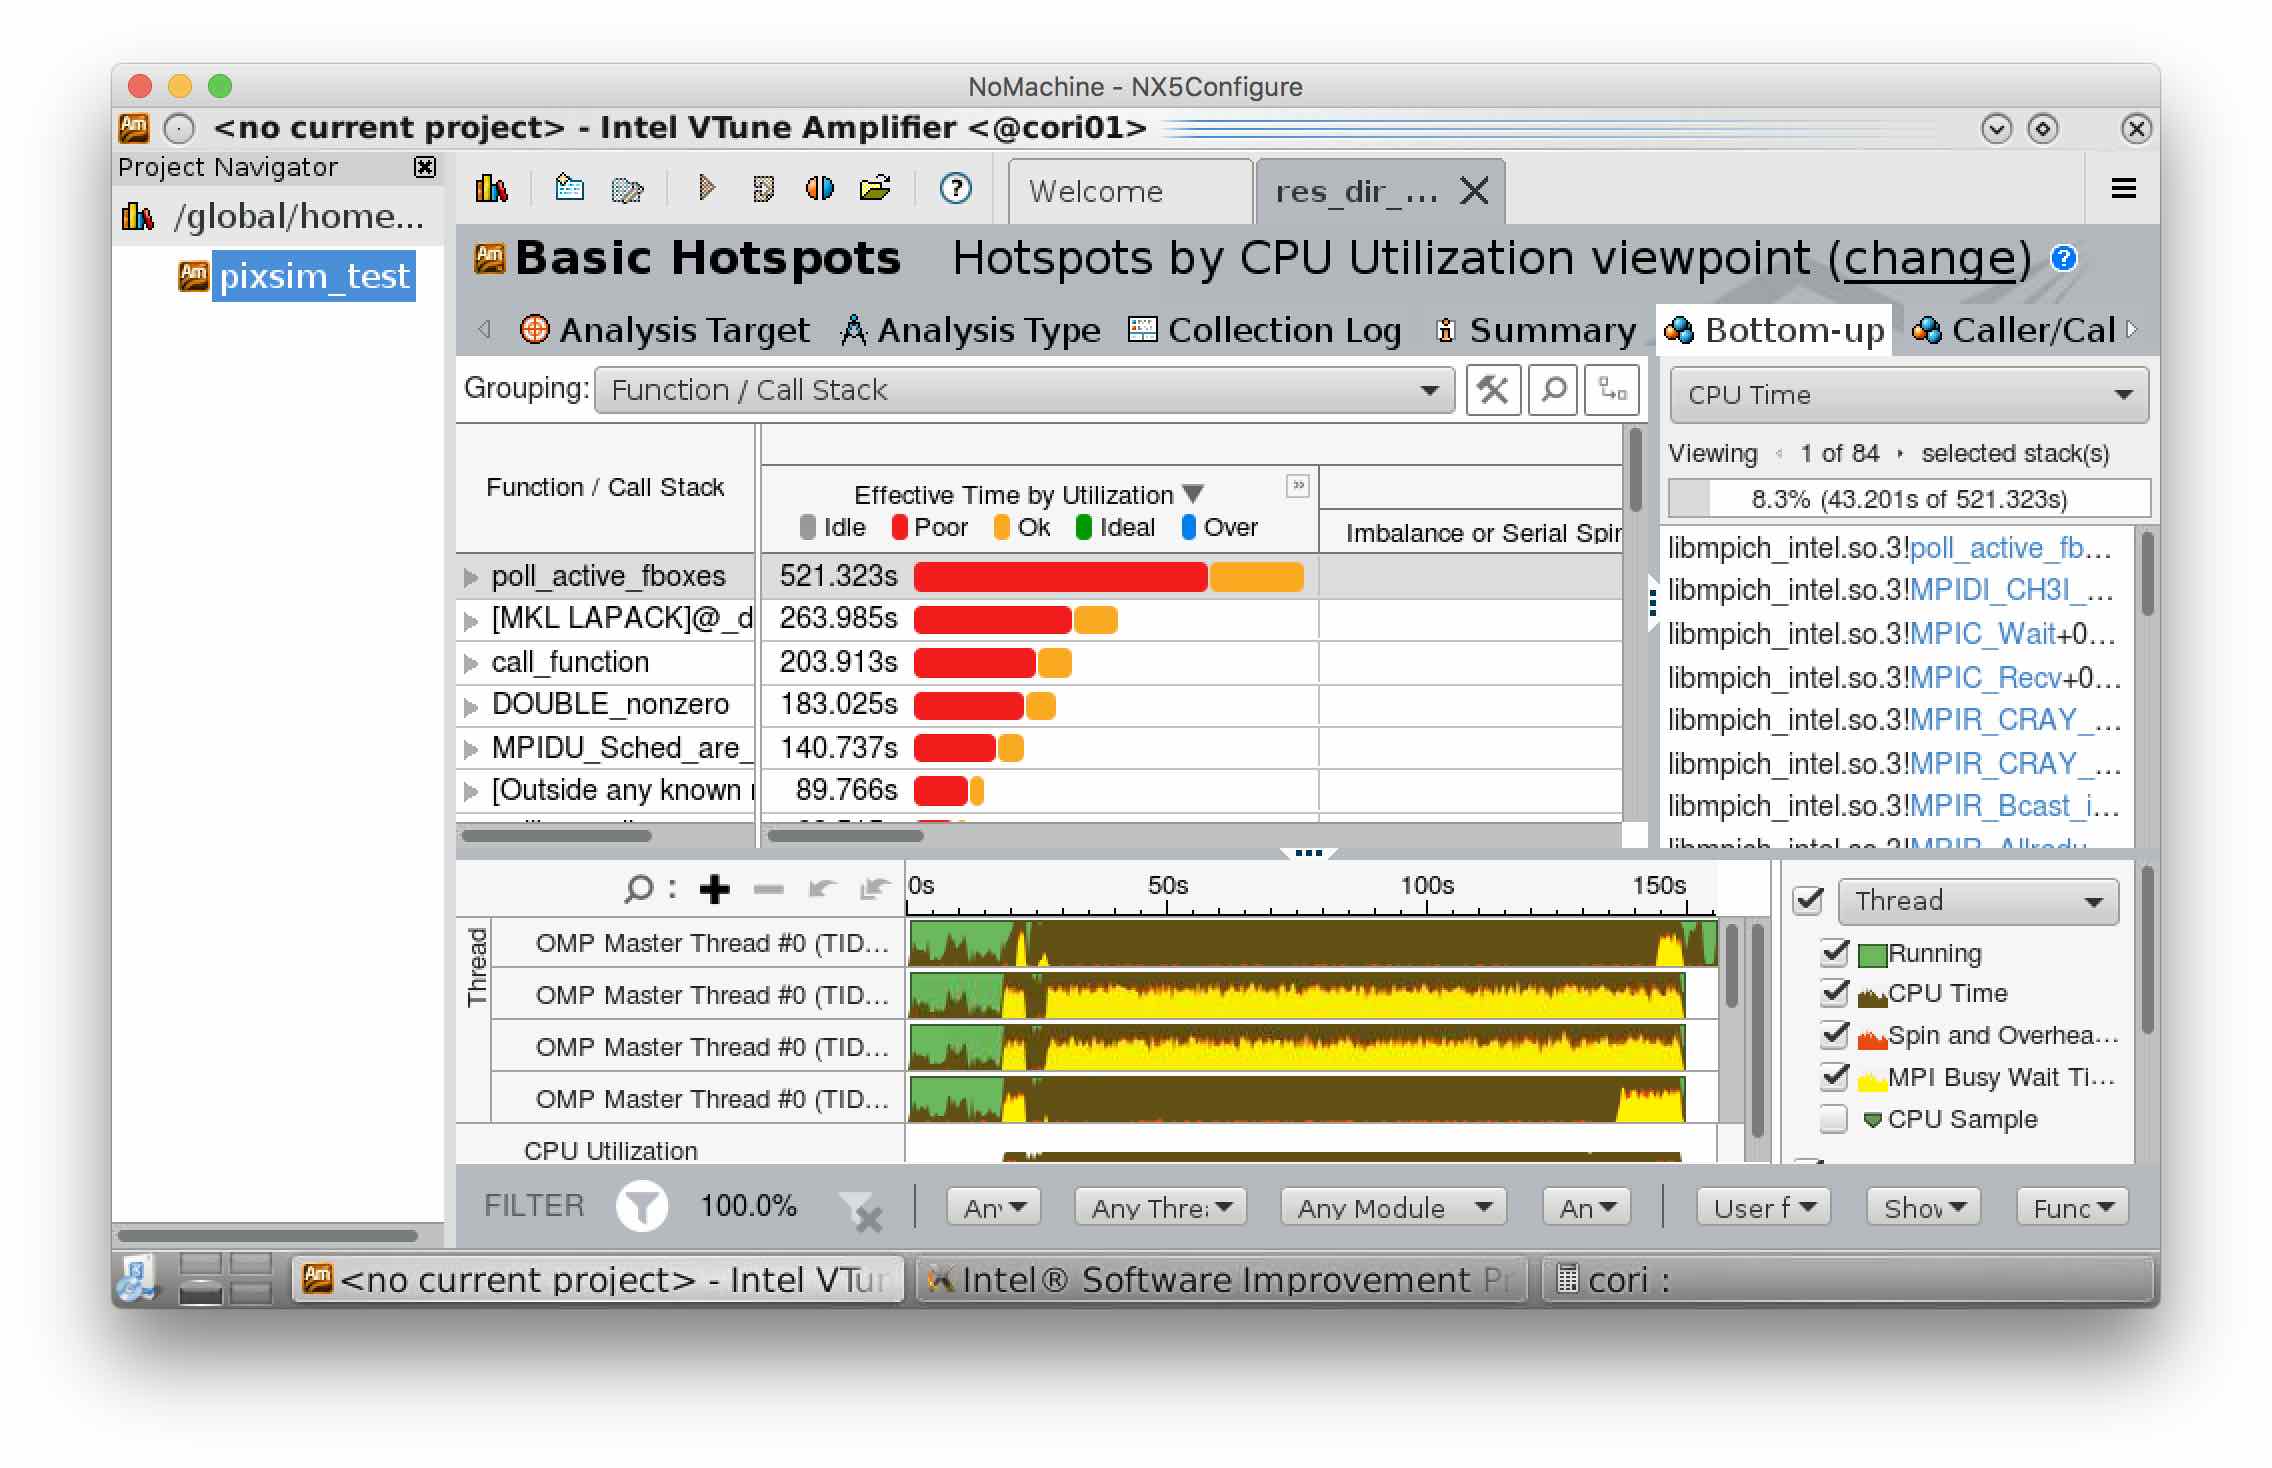 NoMachine - NX5Configure
<no current project> - Intel VTune Amplifier <@cori01>
Project Navigator
/global/home...
pixsim_test
Welcome
res_dir_...
Basic Hotspots Hotspots by CPU Utilization viewpoint (change)
Analysis Target Analysis Type Collection Log Summary Bottom-up Caller/Cal
Grouping: Function / Call Stack
Function / Call Stack
Effective Time by Utilization
Idle Poor Ok Ideal Over
Imbalance or Serial Spin
poll_active_fboxes 521.323s
[MKL LAPACK]@_d 263.985s
call_function 203.913s
DOUBLE_nonzero 183.025s
MPIDU_Sched_are_ 140.737s
[Outside any known 89.766s
CPU Time
Viewing 1 of 84 selected stack(s)
8.3% (43.201s of 521.323s)
libmpich_intel.so.3!poll_active_fb...
libmpich_intel.so.3!MPIDI_CH3I_...
libmpich_intel.so.3!MPIC_Wait+0...
libmpich_intel.so.3!MPIC_Recv+0...
libmpich_intel.so.3!MPIR_CRAY_...
libmpich_intel.so.3!MPIR_CRAY_...
libmpich_intel.so.3!MPIR_Bcast_i...
0s 50s 100s 150s
Thread
OMP Master Thread #0 (TID...
OMP Master Thread #0 (TID...
OMP Master Thread #0 (TID...
OMP Master Thread #0 (TID...
CPU Utilization
Thread
Running
CPU Time
Spin and Overhea...
MPI Busy Wait Ti...
CPU Sample
FILTER 100.0% Any Any Thre Any Module An User f Show Func
<no current project> - Intel VTun
Intel® Software Improvement Pr
cori :